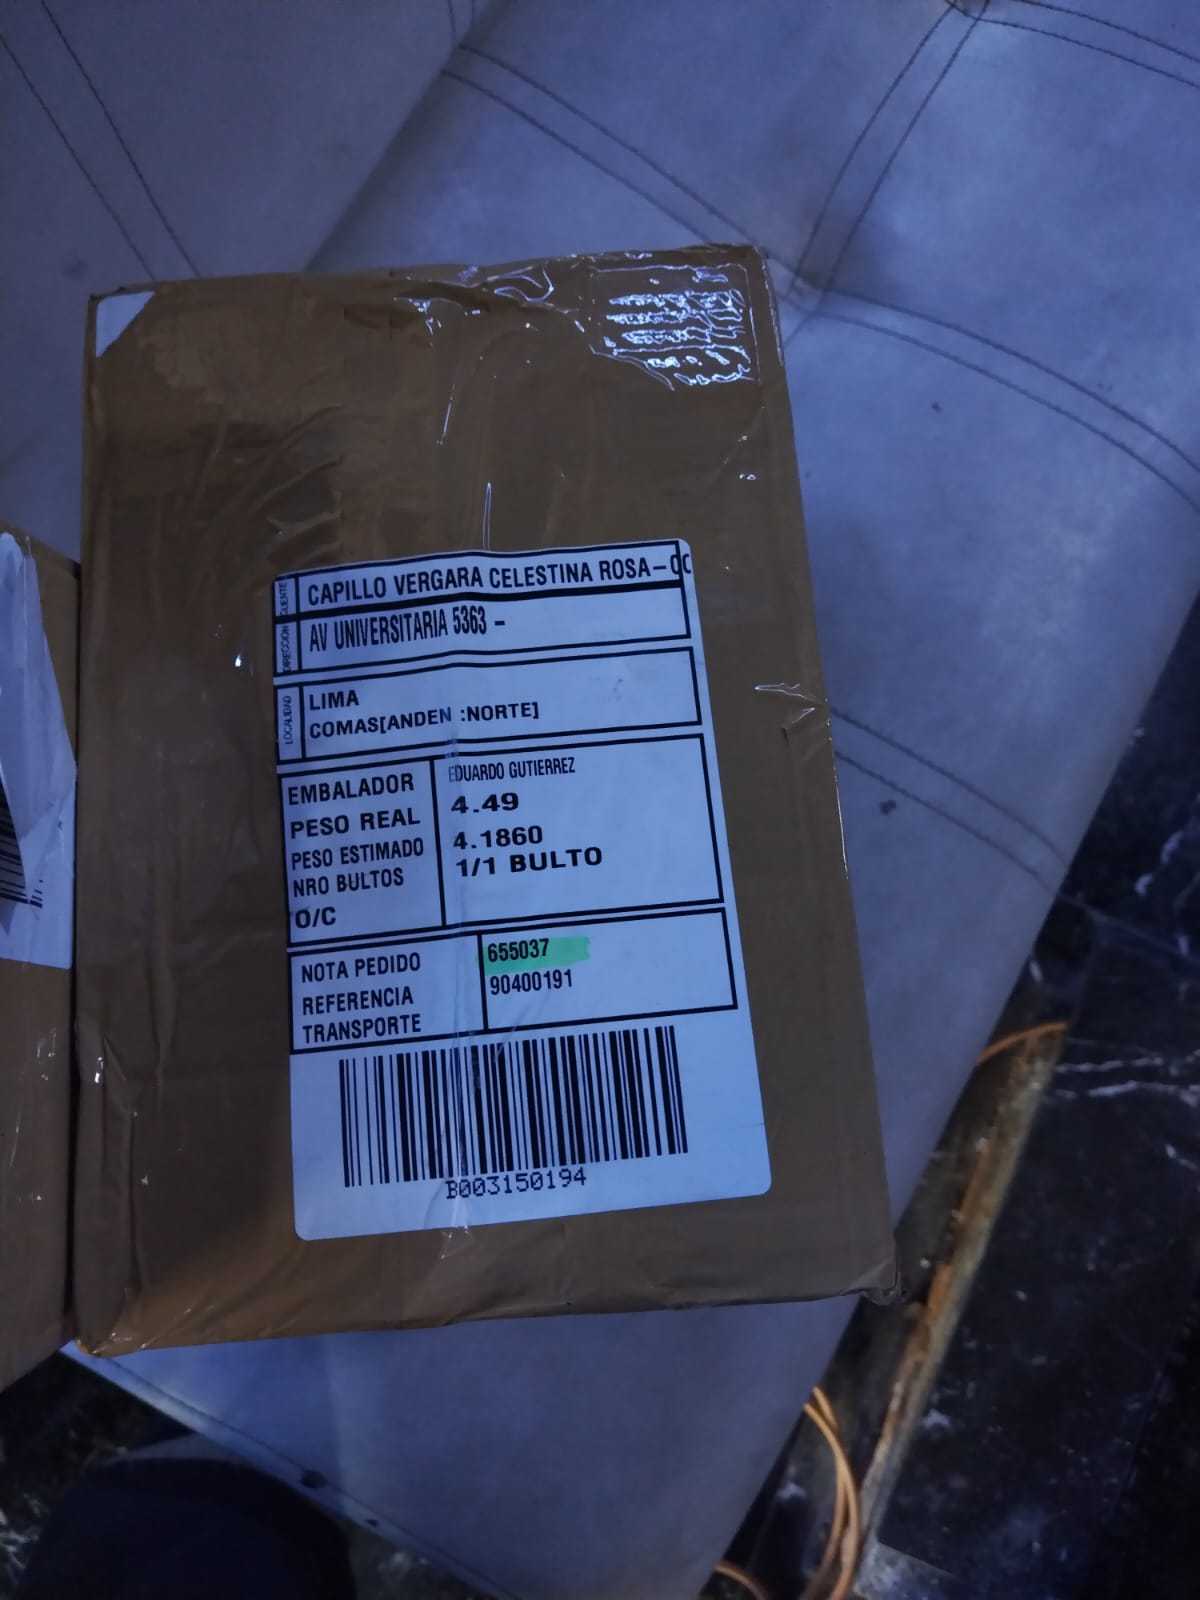 CLIENTE CAPILLO VERGARA CELESTINA ROSA-
DIRECCION AV UNIVERSITARIA 5363 -
LOCALIDAD LIMA
COMAS[ANDEN :NORTE]
EMBALADOR EDUARDO GUTIERREZ
PESO REAL 4.49
PESO ESTIMADO 4.1860
NRO BULTOS 1/1 BULTO
O/C
NOTA PEDIDO 655037
REFERENCIA 90400191
TRANSPORTE
B003150194